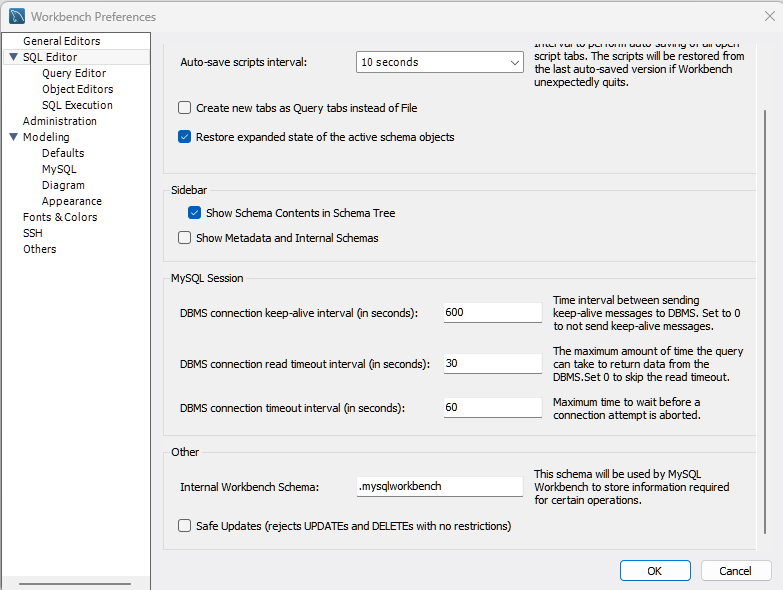 Workbench Preferences
General Editors
SQL Editor
Query Editor
Object Editors
SQL Execution
Administration
Modeling
Defaults
MySQL
Diagram
Appearance
Fonts & Colors
SSH
Others
Auto-save scripts interval:
10 seconds
Interval to perform auto-saving of all open
script tabs. The scripts will be restored from
the last auto-saved version if Workbench
unexpectedly quits.
Create new tabs as Query tabs instead of File
Restore expanded state of the active schema objects
Sidebar
Show Schema Contents in Schema Tree
Show Metadata and Internal Schemas
MySQL Session
DBMS connection keep-alive interval (in seconds):
600
Time interval between sending
keep-alive messages to DBMS. Set to 0
to not send keep-alive messages.
DBMS connection read timeout interval (in seconds):
30
The maximum amount of time the query
can take to return data from the
DBMS.Set 0 to skip the read timeout.
DBMS connection timeout interval (in seconds):
60
Maximum time to wait before a
connection attempt is aborted.
Other
Internal Workbench Schema:
.mysqlworkbench
This schema will be used by MySQL
Workbench to store information required
for certain operations.
Safe Updates (rejects UPDATEs and DELETEs with no restrictions)
OK
Cancel